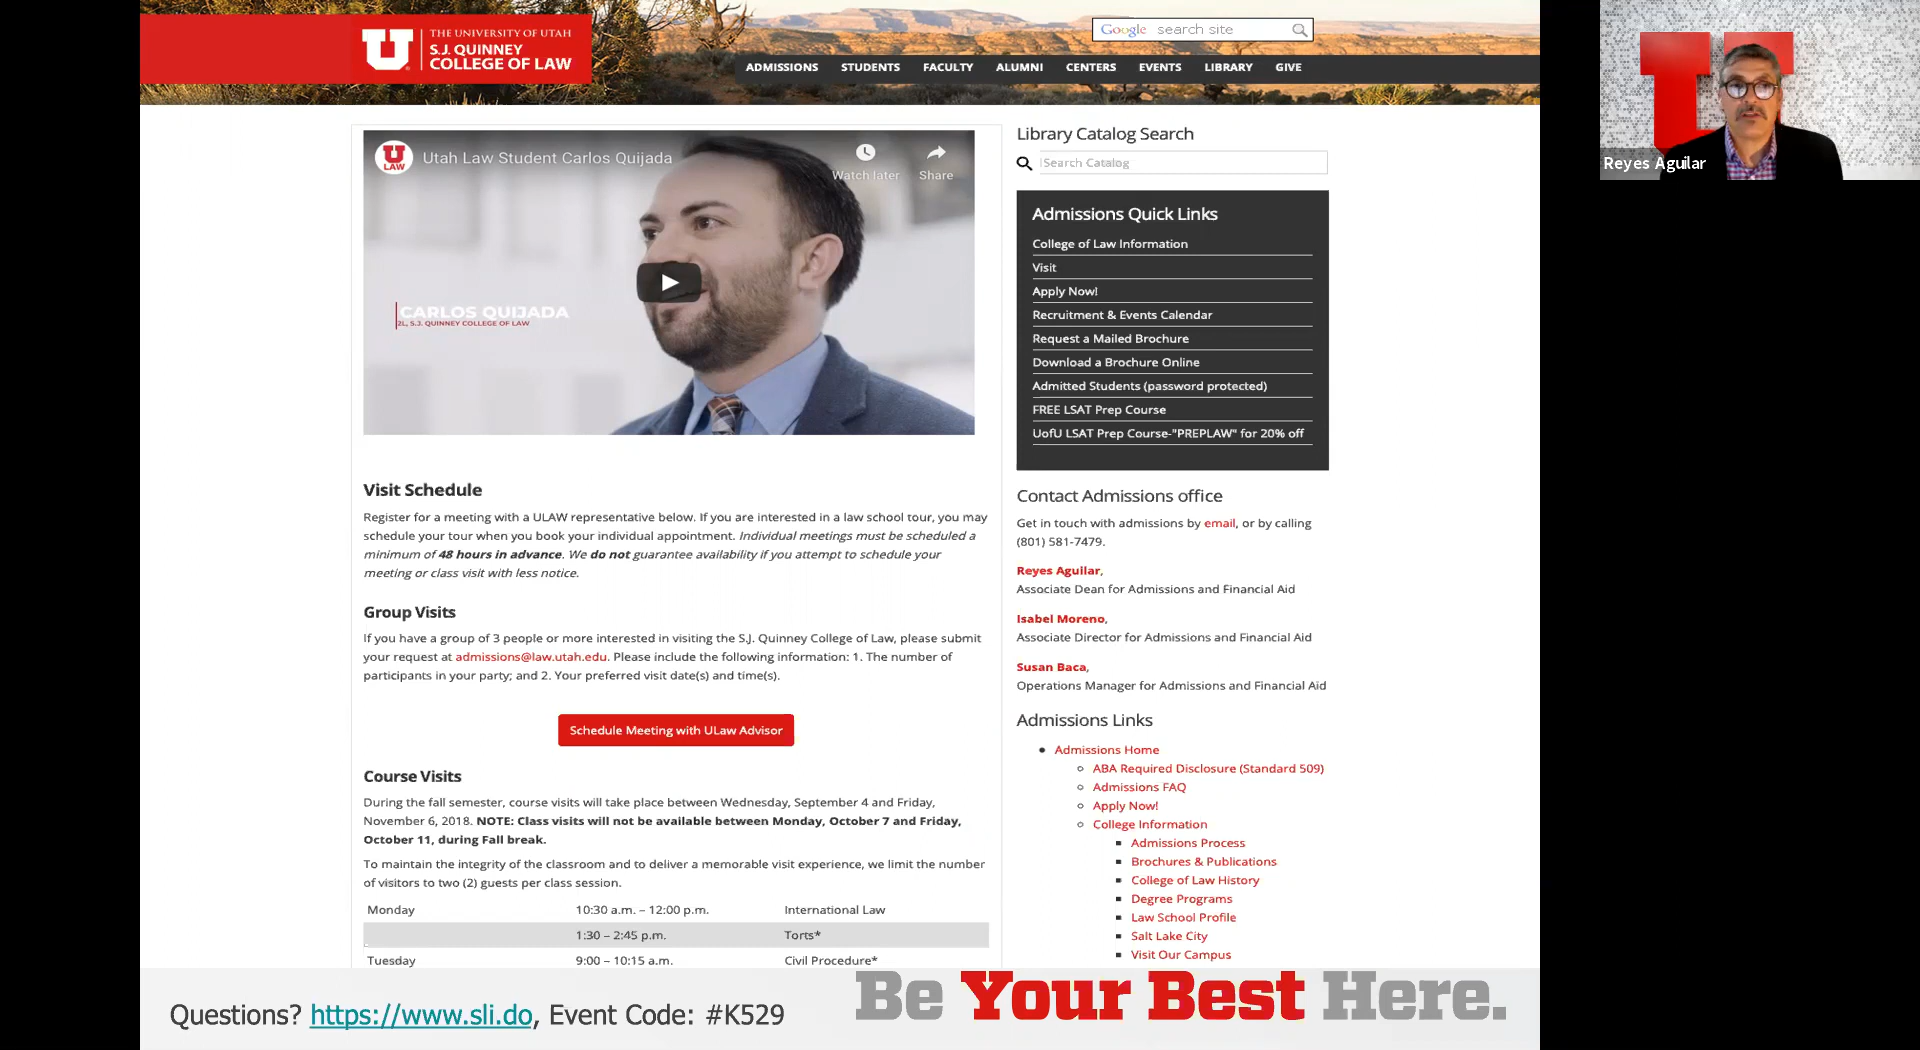 THE UNIVERSITY OF UTAH
S.J. QUINNEY
COLLEGE OF LAW
Google search site
ADMISSIONS STUDENTS FACULTY ALUMNI CENTERS EVENTS LIBRARY GIVE
Reyes Aguilar
U LAW
Utah Law Student Carlos Quijada
Watch later Share
CARLOS QUIJADA
2L, S.J. QUINNEY COLLEGE OF LAW
Visit Schedule
Register for a meeting with a ULAW representative below. If you are interested in a law school tour, you may
schedule your tour when you book your individual appointment. Individual meetings must be scheduled a
minimum of 48 hours in advance. We do not guarantee availability if you attempt to schedule your
meeting or class visit with less notice.
Group Visits
If you have a group of 3 people or more interested in visiting the S.J. Quinney College of Law, please submit
your request at admissions@law.utah.edu. Please include the following information: 1. The number of
participants in your party; and 2. Your preferred visit date(s) and time(s).
Schedule Meeting with ULaw Advisor
Course Visits
During the fall semester, course visits will take place between Wednesday, September 4 and Friday,
November 6, 2018. NOTE: Class visits will not be available between Monday, October 7 and Friday,
October 11, during Fall break.
To maintain the integrity of the classroom and to deliver a memorable visit experience, we limit the number
of visitors to two (2) guests per class session.
Monday 10:30 a.m. – 12:00 p.m. International Law
1:30 – 2:45 p.m. Torts*
Tuesday 9:00 – 10:15 a.m. Civil Procedure*
Library Catalog Search
Search Catalog
Admissions Quick Links
College of Law Information
Visit
Apply Now!
Recruitment & Events Calendar
Request a Mailed Brochure
Download a Brochure Online
Admitted Students (password protected)
FREE LSAT Prep Course
UofU LSAT Prep Course-"PREPLAW" for 20% off
Contact Admissions office
Get in touch with admissions by email, or by calling
(801) 581-7479.
Reyes Aguilar,
Associate Dean for Admissions and Financial Aid
Isabel Moreno,
Associate Director for Admissions and Financial Aid
Susan Baca,
Operations Manager for Admissions and Financial Aid
Admissions Links
Admissions Home
ABA Required Disclosure (Standard 509)
Admissions FAQ
Apply Now!
College Information
Admissions Process
Brochures & Publications
College of Law History
Degree Programs
Law School Profile
Salt Lake City
Visit Our Campus
Questions? https://www.sli.do, Event Code: #K529
Be Your Best Here.